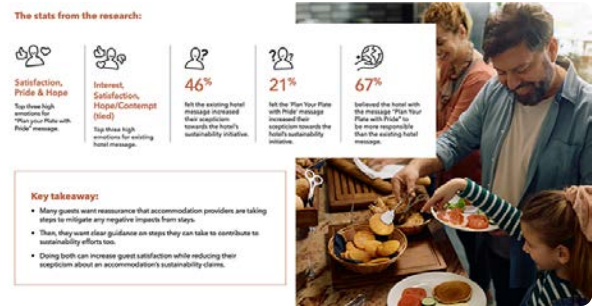 The stats from the research:
Satisfaction,
Pride & Hope
Top three high
emotions for
"Plan your Plate with
Pride" message.
Interest,
Satisfaction,
Hope/Contempt
(tied)
Top three high
emotions for existing
hotel message.
46%
felt the existing hotel
message increased
their scepticism
towards the hotel's
sustainability initiative.
21%
felt the 'Plan Your Plate
with Pride' message
increased their
scepticism towards the
hotel's sustainability
initiative.
67%
believed the hotel with
the message "Plan Your
Plate with Pride" to
be more responsible
than the existing hotel
message.
Key takeaway:
• Many guests want reassurance that accommodation providers are taking
steps to mitigate any negative impacts from stays.
• Then, they want clear guidance on steps they can take to contribute to
sustainability efforts too.
• Doing both can increase guest satisfaction while reducing their
scepticism about an accommodation's sustainability claims.